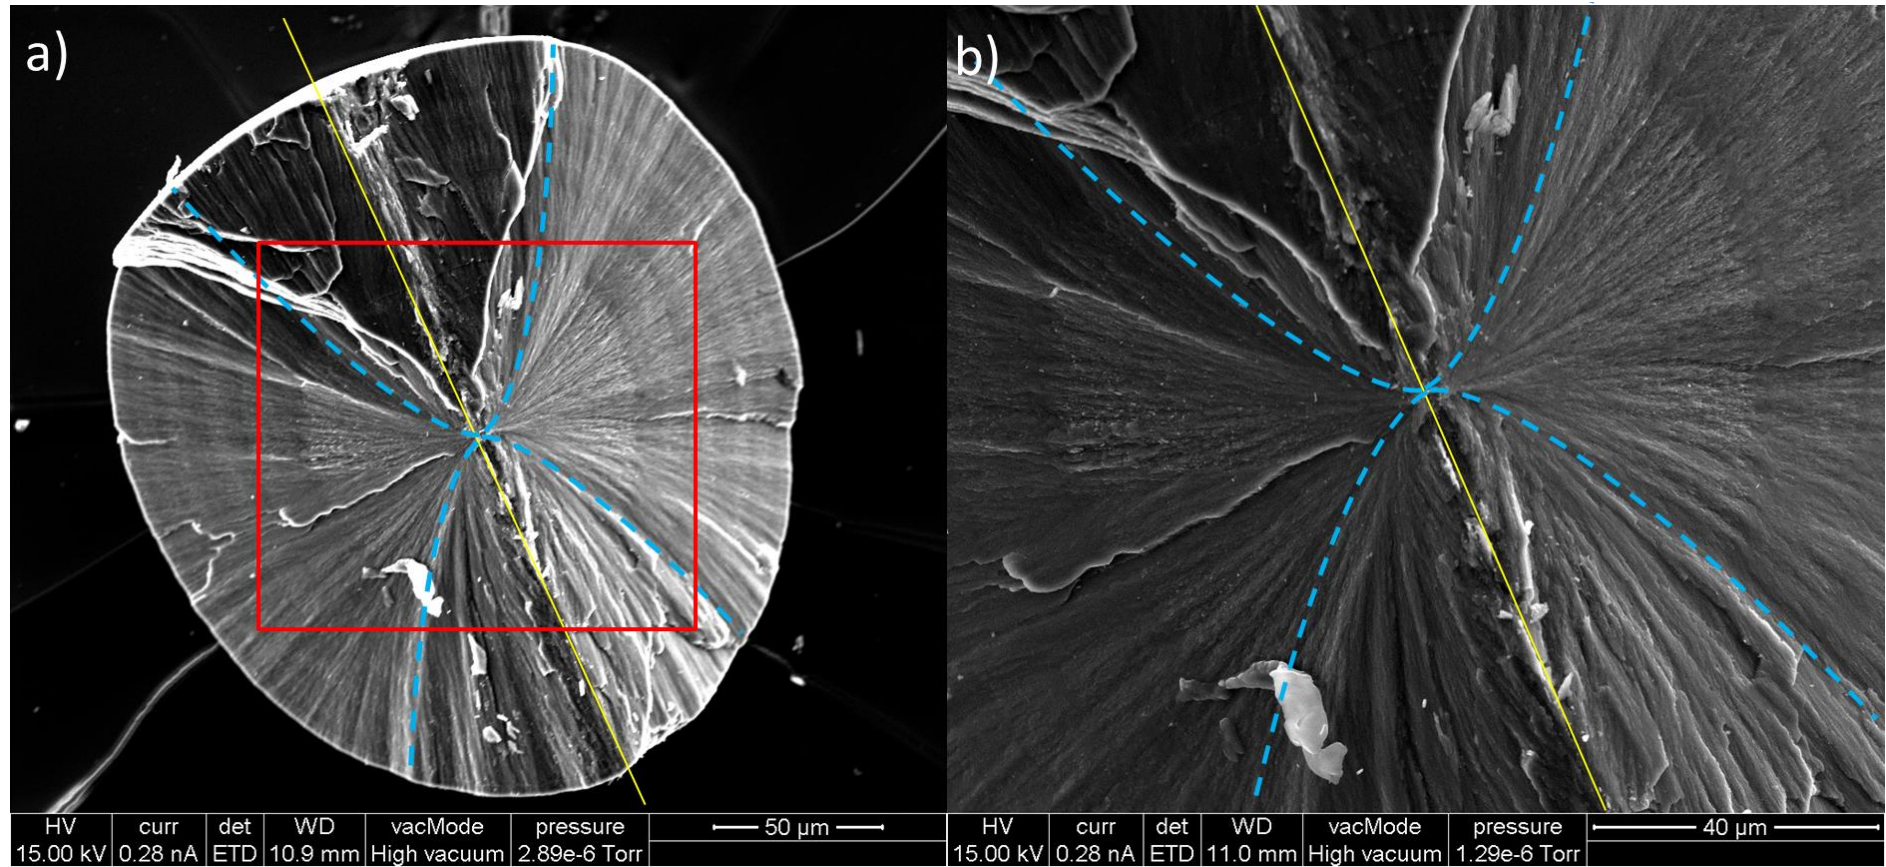 a)
b)
HV curr det WD vacMode pressure 50 µm
15.00 kV 0.28 nA ETD 10.9 mm High vacuum 2.89e-6 Torr
HV curr det WD vacMode pressure 40 µm
15.00 kV 0.28 nA ETD 11.0 mm High vacuum 1.29e-6 Torr